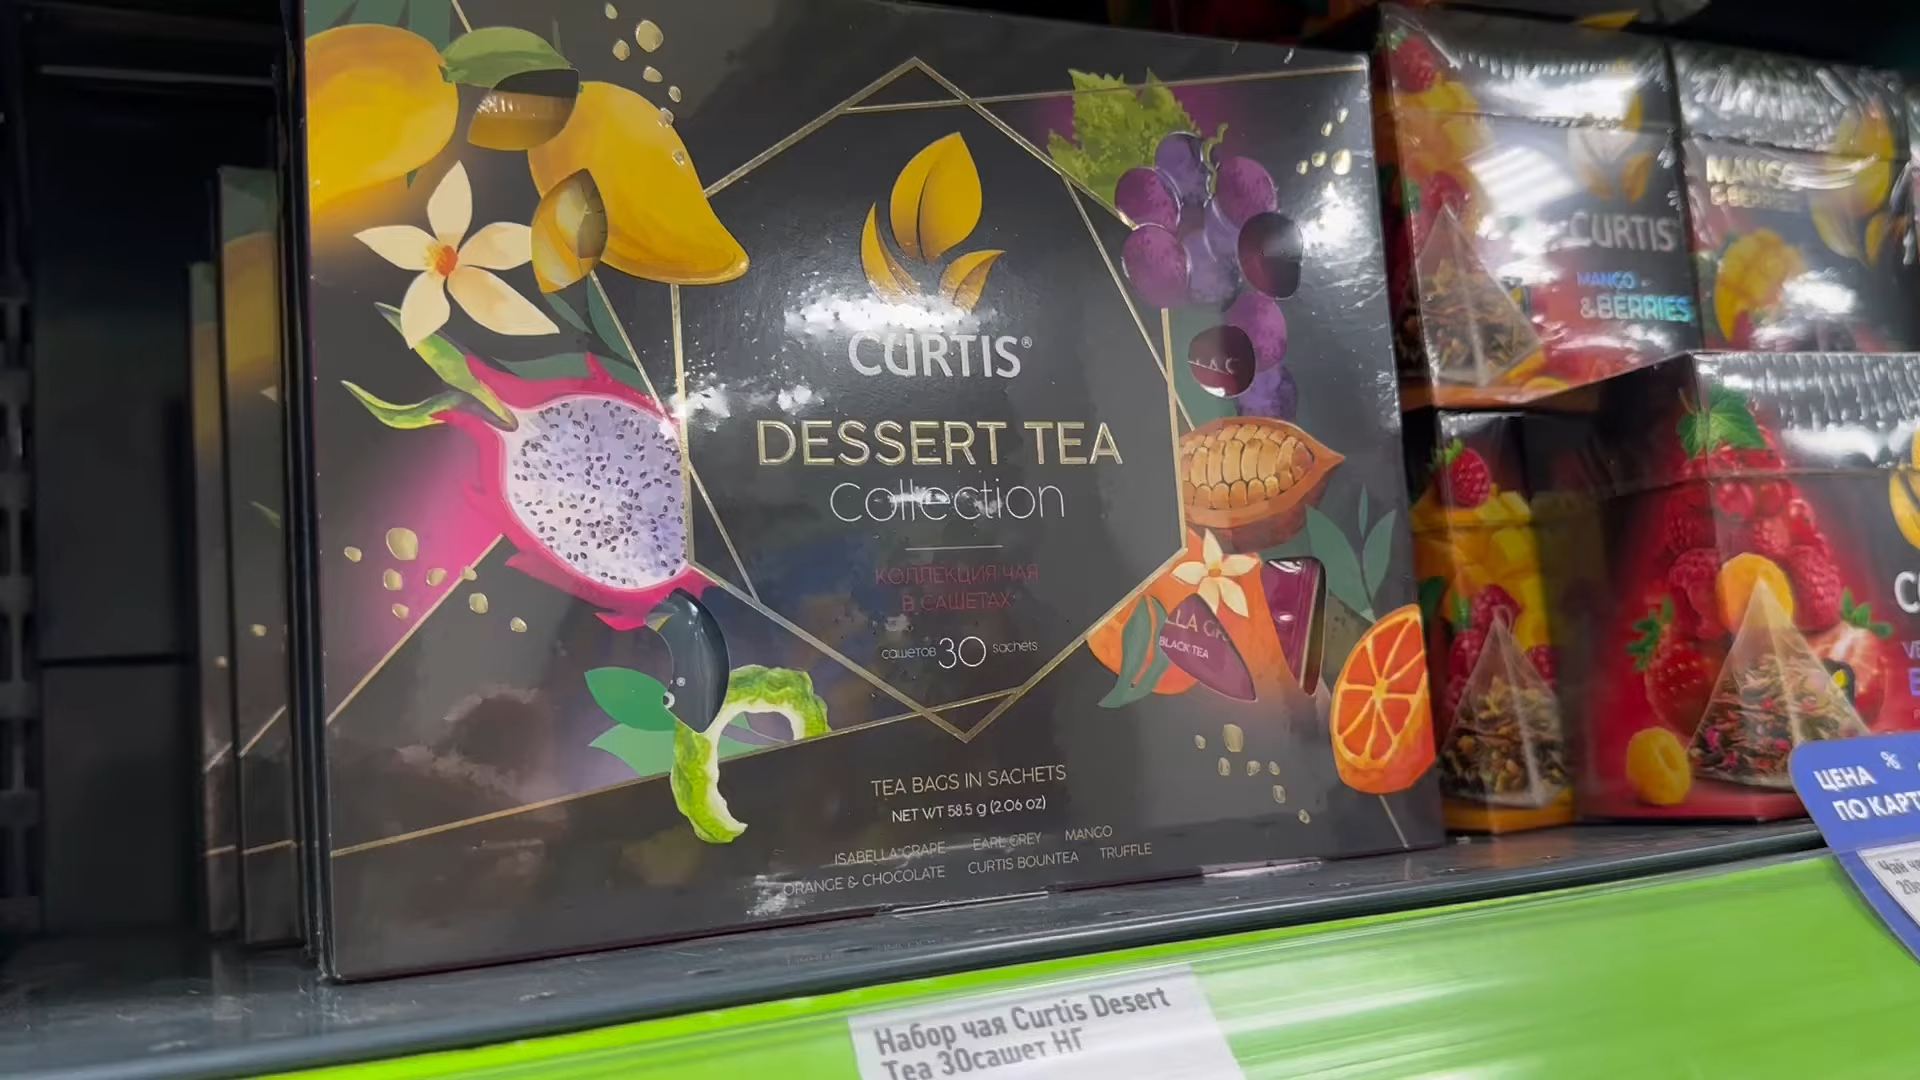 CURTIS®
DESSERT TEA
Collection
КОЛЛЕКЦИЯ ЧАЯ
В САШЕТАХ
сашетов 30 sachets
BLACK TEA
TEA BAGS IN SACHETS
NET WT 58.5 g (2.06 oz)
ISABELLA GRAPE EARL GREY MANGO
ORANGE & CHOCOLATE CURTIS BOUNTEA TRUFFLE
CURTIS
MANGO
&BERRIES
MANGO
&BERRIES
ЦЕНА
Набор чая Curtis Desert
Tea 30сашет НГ